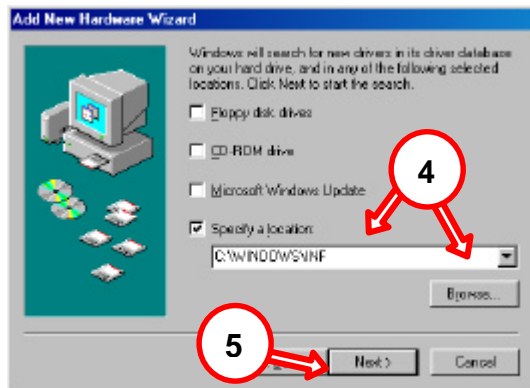 Add New Hardware Wizard
Windows will search for new drivers in its driver database
on your hard drive, and in any of the following selected
locations. Click Next to start the search.
Floppy disk drives
CD-ROM drive
Microsoft Windows Update
4
Specify a location:
C:\WINDOWS\INF
Browse...
5
Next >
Cancel